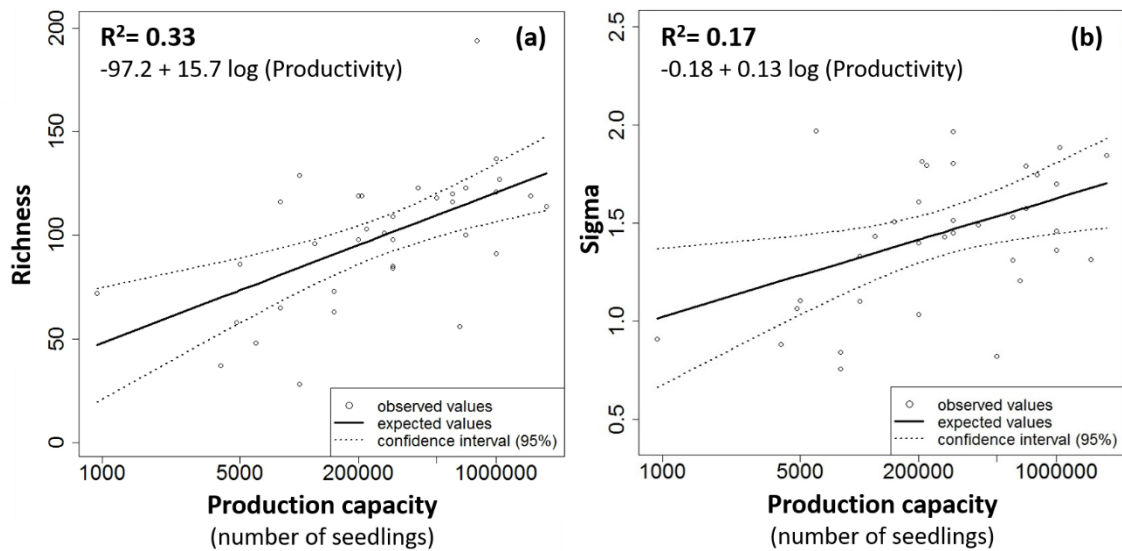 R²= 0.33
(a)
-97.2 + 15.7 log (Productivity)
Richness
200
150
100
50
0
1000
5000
200000
1000000
observed values
expected values
confidence interval (95%)
Production capacity
(number of seedlings)
R²= 0.17
(b)
-0.18 + 0.13 log (Productivity)
Sigma
2.5
2.0
1.5
1.0
0.5
1000
5000
200000
1000000
observed values
expected values
confidence interval (95%)
Production capacity
(number of seedlings)